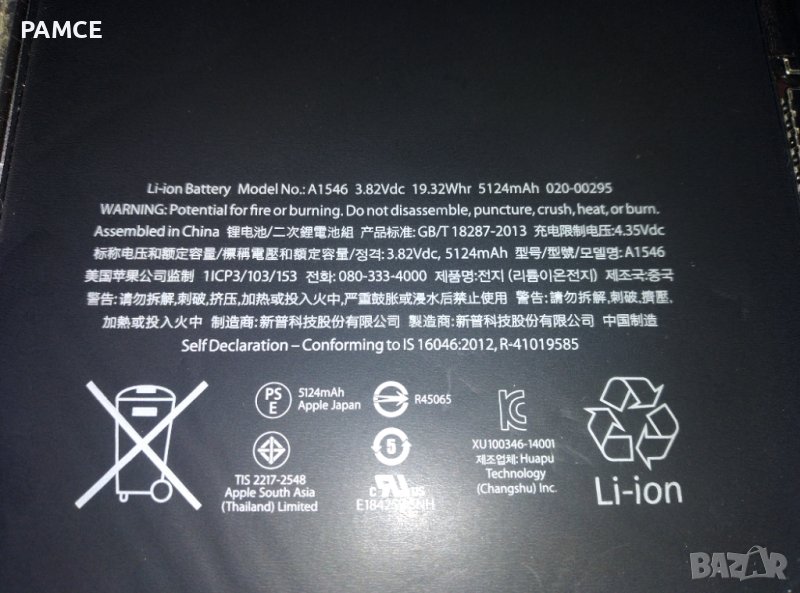 PAMCE
Li-ion Battery Model No.: A1546 3.82Vdc 19.32Whr 5124mAh 020-00295
WARNING: Potential for fire or burning. Do not disassemble, puncture, crush, heat, or burn.
Assembled in China 锂电池/二次鋰電池組 产品标准: GB/T 18287-2013 充电限制电压: 4.35Vdc
标称电压和额定容量/標稱電壓和額定容量/정격: 3.82Vdc, 5124mAh 型号/型號/모델명: A1546
美国苹果公司监制 1ICP3/103/153 전화: 080-333-4000 제품명: 전지 (리튬이온전지) 제조국: 중국
警告: 请勿拆解,刺破,挤压,加热或投入火中,严重鼓胀或浸水后禁止使用 警告: 請勿拆解,刺破,擠壓,
加熱或投入火中 制造商: 新普科技股份有限公司 製造商: 新普科技股份有限公司 中国制造
Self Declaration – Conforming to IS 16046:2012, R-41019585
PS
E
5124mAh
Apple Japan
R45065
TIS 2217-2548
Apple South Asia
(Thailand) Limited
5
c RU US
XU100346-14001
제조업체: Huapu
Technology
(Changshu) Inc.
Li-ion
BAZAR